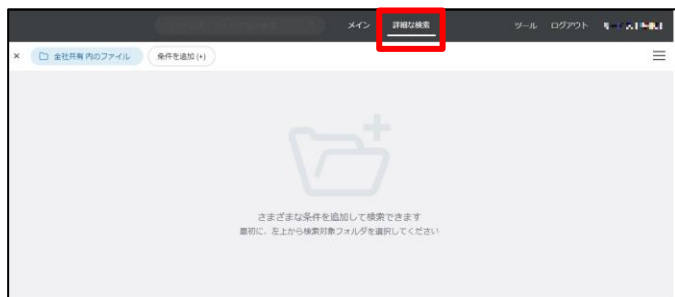 メイン 詳細な検索 ツール ログアウト
× 全社共有 内のファイル 条件を追加 (+)
さまざまな条件を追加して検索できます
最初に、左上から検索対象フォルダを選択してください